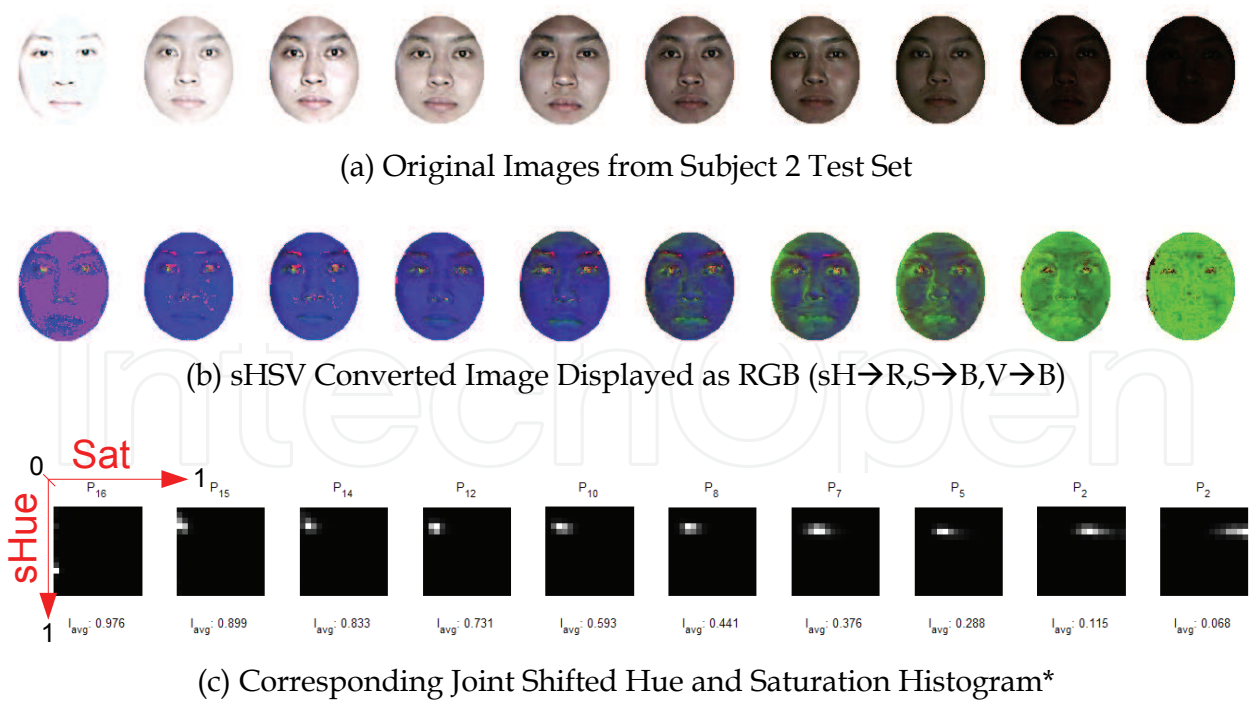 (a) Original Images from Subject 2 Test Set
(b) sHSV Converted Image Displayed as RGB (sH→R,S→B,V→B)
IntechOpen
0 Sat 1
sHue
1
P16 P15 P14 P12 P10 P8 P7 P5 P2 P2
Iavg: 0.976 Iavg: 0.899 Iavg: 0.833 Iavg: 0.731 Iavg: 0.593 Iavg: 0.441 Iavg: 0.376 Iavg: 0.288 Iavg: 0.115 Iavg: 0.068
(c) Corresponding Joint Shifted Hue and Saturation Histogram*